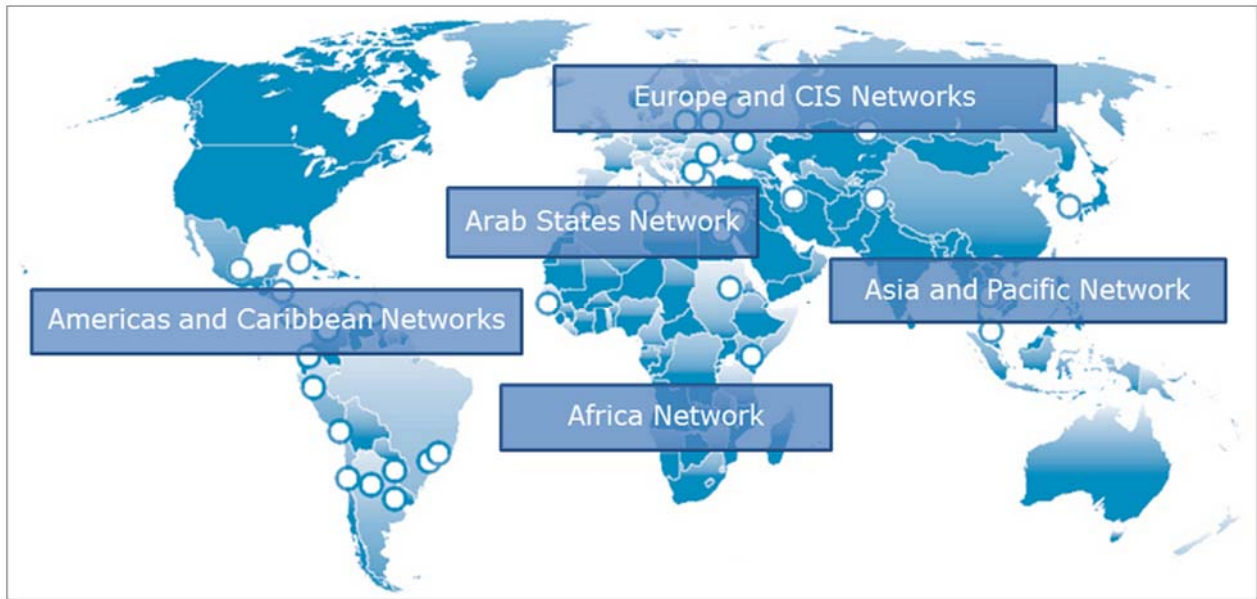 Europe and CIS Networks
Arab States Network
Asia and Pacific Network
Americas and Caribbean Networks
Africa Network